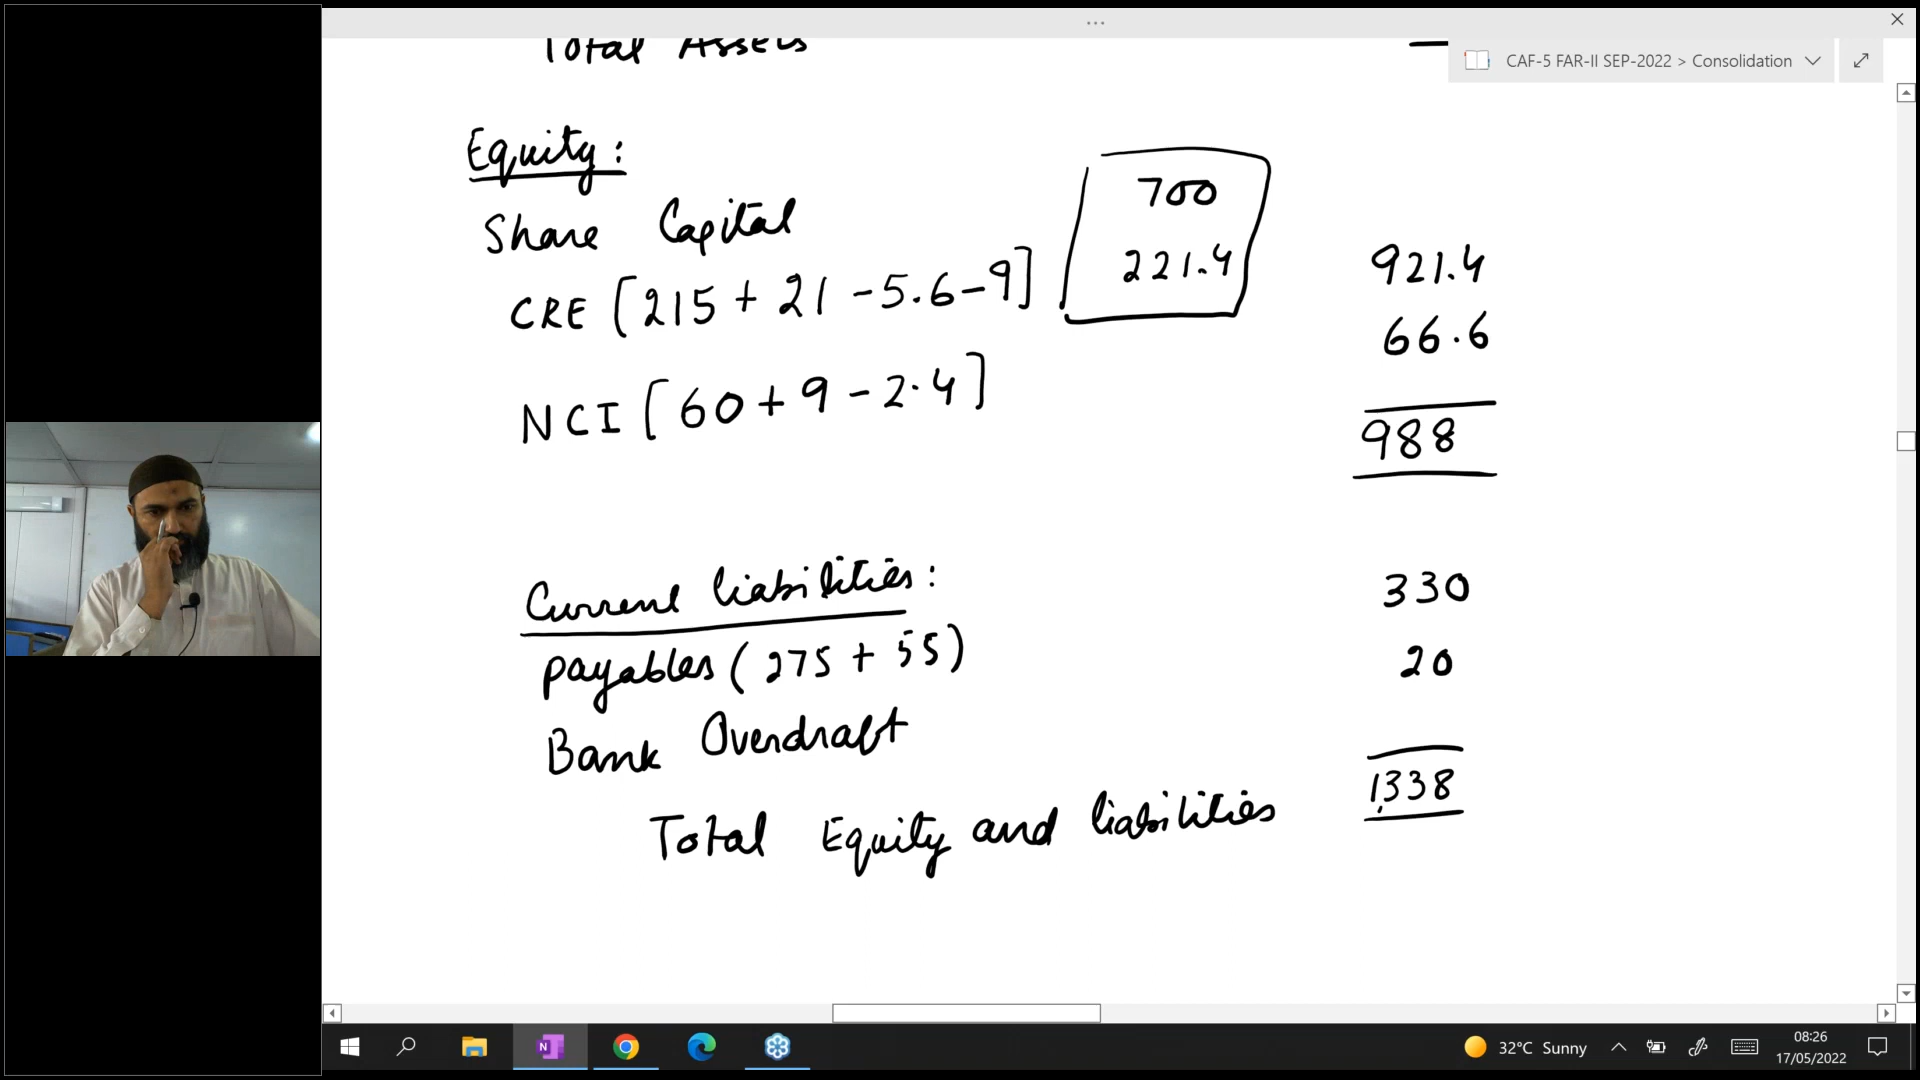 Total Assets
CAF-5 FAR-II SEP-2022 > Consolidation
Equity:
Share Capital 700
CRE [215 + 21 - 5.6 - 9] 221.4 921.4
NCI [60 + 9 - 2.4] 66.6
988
Current liabilities:
Payables (275 + 55) 330
Bank Overdraft 20
Total Equity and liabilities 1,338
32°C Sunny
08:26
17/05/2022